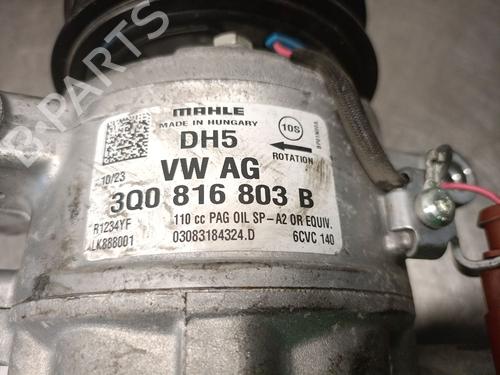 MAHLE
MADE IN HUNGARY
10S
DH5
10/23
VW AG
ROTATION
3Q0 816 803 B
R1234YF
110 cc PAG OIL SP-A2 OR EQUIV.
LK888001
03083184324.D
6CVC 140
B-PARTS